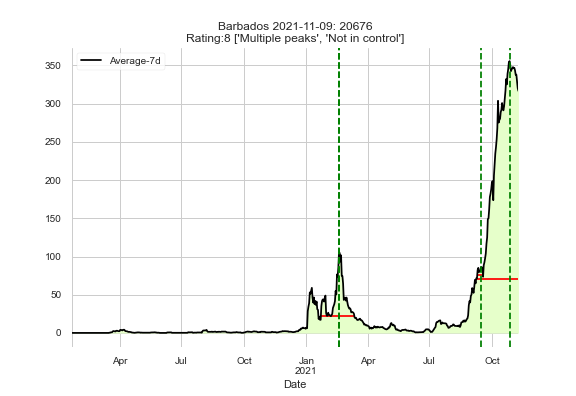 Barbados 2021-11-09: 20676
Rating:8 ['Multiple peaks', 'Not in control']
Average-7d
350
300
250
200
150
100
50
0
Apr Jul Oct Jan Apr Jul Oct
2021
Date